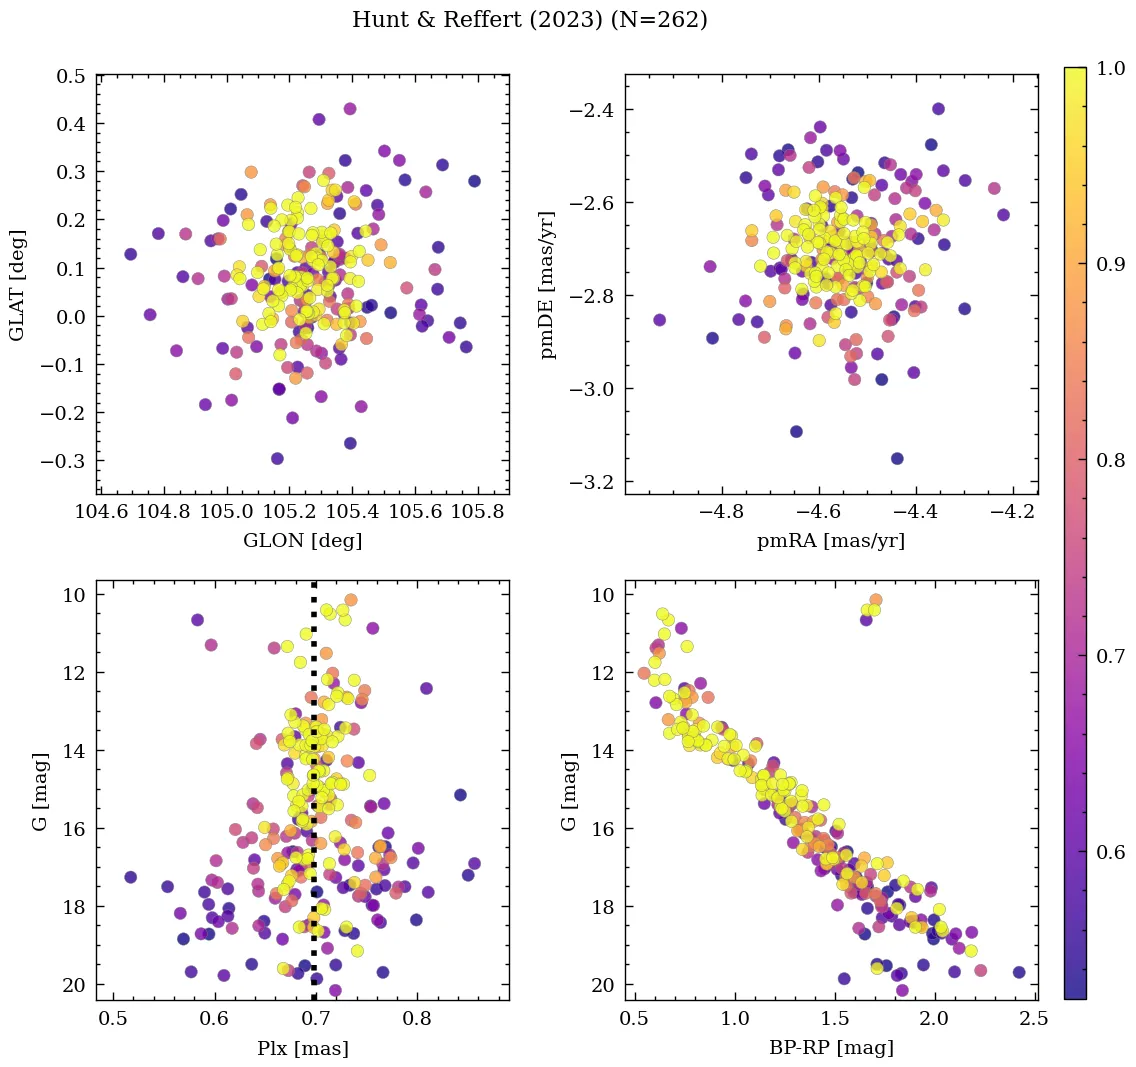 Hunt & Reffert (2023) (N=262)
0.5
0.4
0.3
0.2
0.1
0.0
−0.1
−0.2
−0.3
GLAT [deg]
104.6 104.8 105.0 105.2 105.4 105.6 105.8
GLON [deg]
−2.4
−2.6
−2.8
−3.0
−3.2
pmDE [mas/yr]
−4.8 −4.6 −4.4 −4.2
pmRA [mas/yr]
10
12
14
16
18
20
G [mag]
0.5 0.6 0.7 0.8
Plx [mas]
10
12
14
16
18
20
G [mag]
0.5 1.0 1.5 2.0 2.5
BP-RP [mag]
1.0
0.9
0.8
0.7
0.6